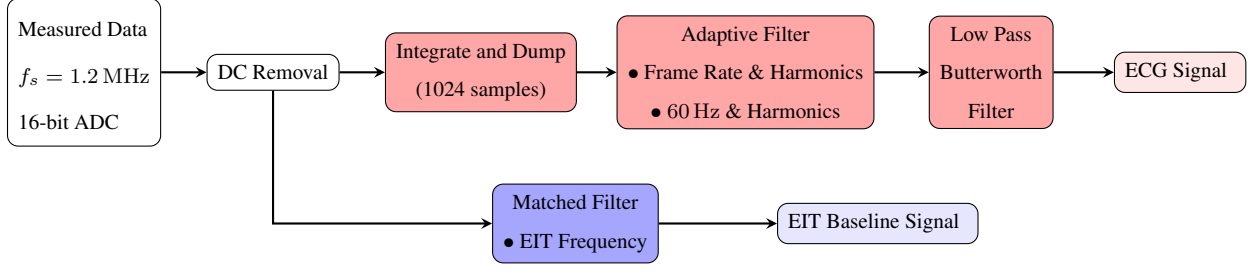 Measured Data
f_s = 1.2 MHz
16-bit ADC
DC Removal
Integrate and Dump
(1024 samples)
Adaptive Filter
• Frame Rate & Harmonics
• 60 Hz & Harmonics
Low Pass
Butterworth
Filter
ECG Signal
Matched Filter
• EIT Frequency
EIT Baseline Signal